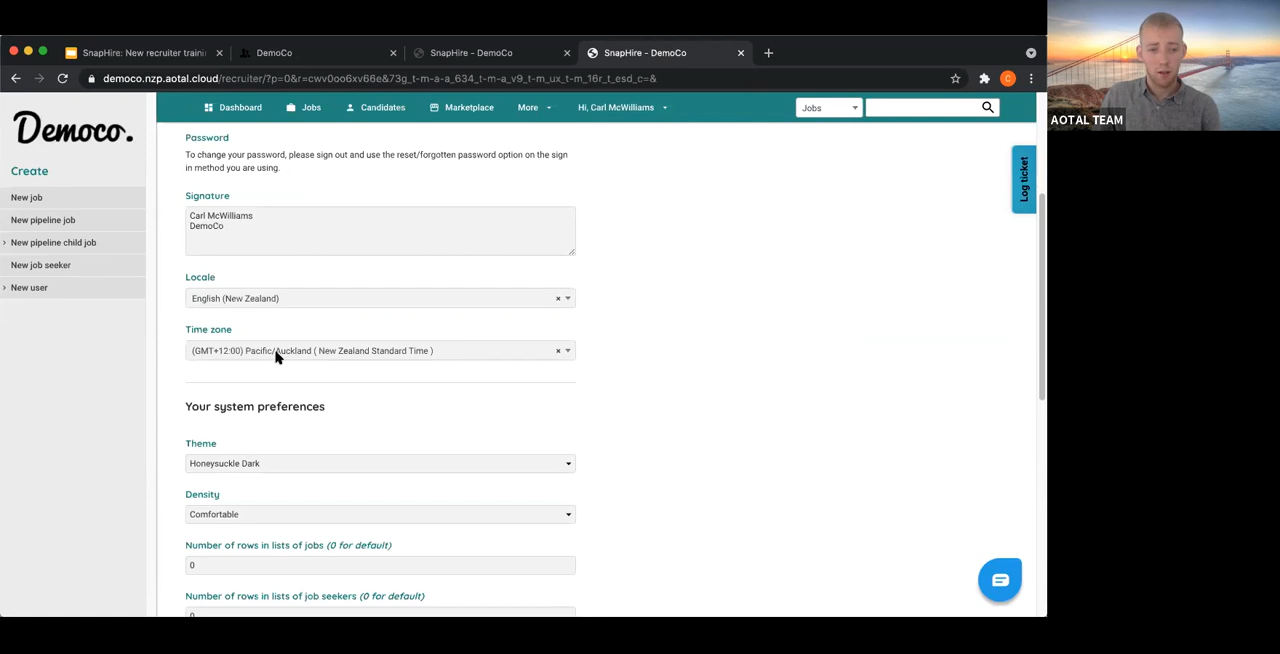 SnapHire: New recruiter traini
DemoCo
SnapHire - DemoCo
SnapHire - DemoCo
AOTAL TEAM
democo.nzp.aotal.cloud/recruiter/?p=0&r=cwv0oo6xv66e&73g_t-m-a-a_634_t-m-a_v9_t-m_ux_t-m_16r_t_esd_c=&
C
Democo.
Dashboard
Jobs
Candidates
Marketplace
More
Hi, Carl McWilliams
Jobs
Create
New job
New pipeline job
New pipeline child job
New job seeker
New user
Password
To change your password, please sign out and use the reset/forgotten password option on the sign
in method you are using.
Signature
Carl McWilliams
DemoCo
Locale
English (New Zealand)
Time zone
(GMT+12:00) Pacific/Auckland ( New Zealand Standard Time )
Your system preferences
Theme
Honeysuckle Dark
Density
Comfortable
Number of rows in lists of jobs (0 for default)
0
Number of rows in lists of job seekers (0 for default)
0
Log ticket